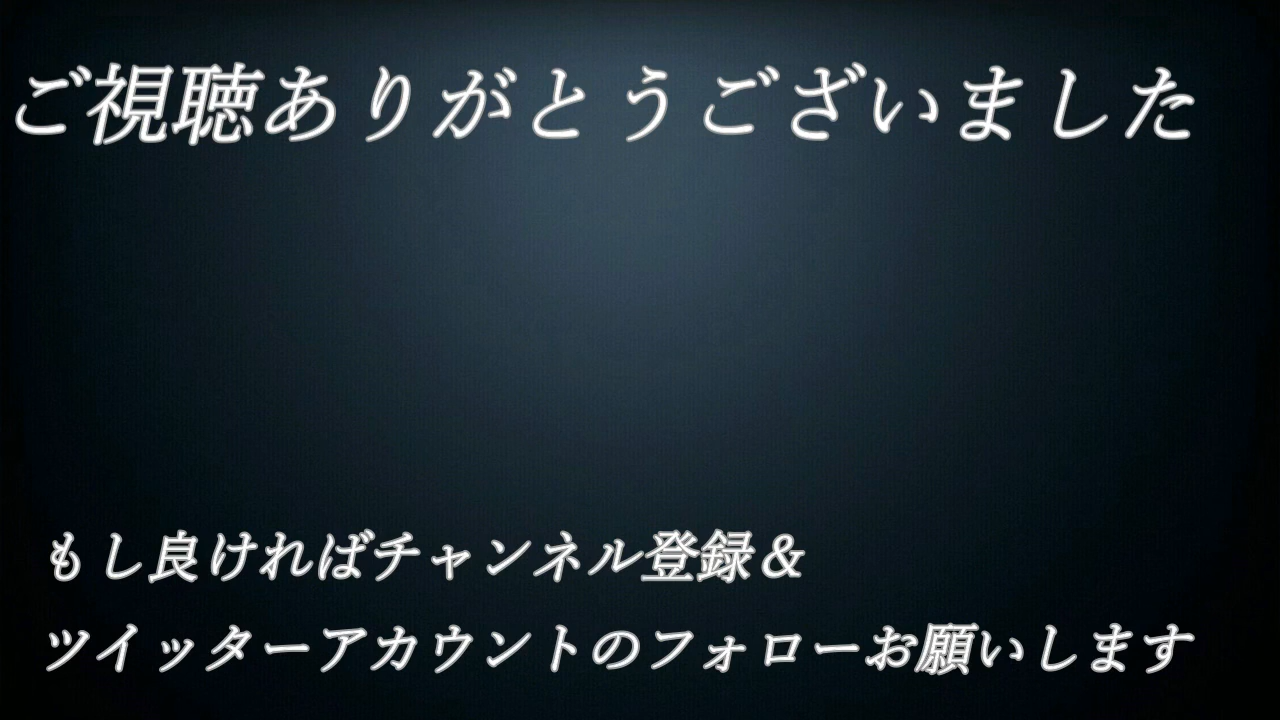 ご視聴ありがとうございました
もし良ければチャンネル登録＆
ツイッターアカウントのフォローお願いします